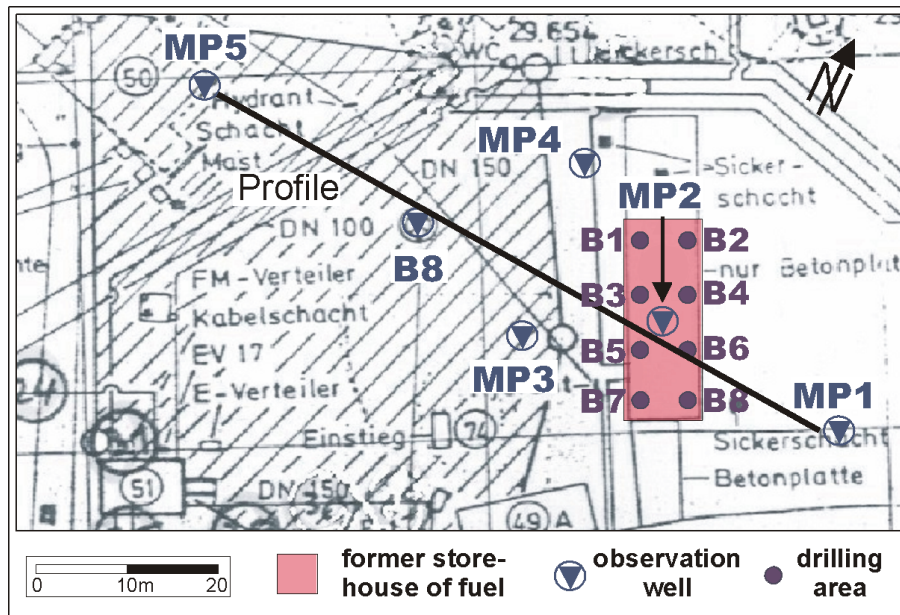 MP5
WC
29.654
50
Hydrant
Schacht
Mast
MP4
DN 150
Sicker-
schacht
Profile
MP2
DN 100
B1
B2
B8
nur Betonplatt
FM-Verteiler
B3
B4
Kabelschacht
EV 17
B5
B6
MP3
E-Verteiler
B7
B8
MP1
Einstieg
74
Sickerschacht
Betonplatte
51
DN 150
49 A
N
0
10m
20
former store-
house of fuel
observation
well
drilling
area